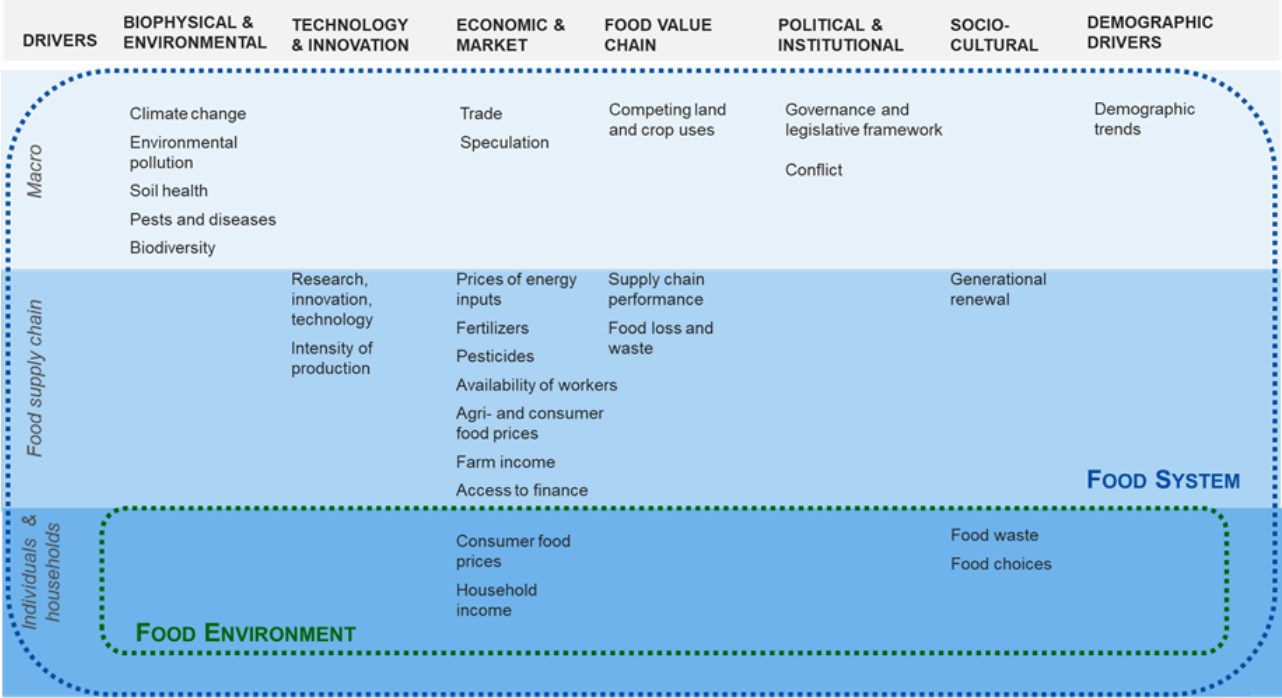 DRIVERS
BIOPHYSICAL &
ENVIRONMENTAL
TECHNOLOGY
& INNOVATION
ECONOMIC &
MARKET
FOOD VALUE
CHAIN
POLITICAL &
INSTITUTIONAL
SOCIO-
CULTURAL
DEMOGRAPHIC
DRIVERS
Macro
Climate change
Environmental
pollution
Soil health
Pests and diseases
Biodiversity
Trade
Speculation
Competing land
and crop uses
Governance and
legislative framework
Conflict
Demographic
trends
Food supply chain
Research,
innovation,
technology
Intensity of
production
Prices of energy
inputs
Fertilizers
Pesticides
Availability of workers
Agri- and consumer
food prices
Farm income
Access to finance
Supply chain
performance
Food loss and
waste
Generational
renewal
FOOD SYSTEM
Individuals &
households
Consumer food
prices
Household
income
Food waste
Food choices
FOOD ENVIRONMENT